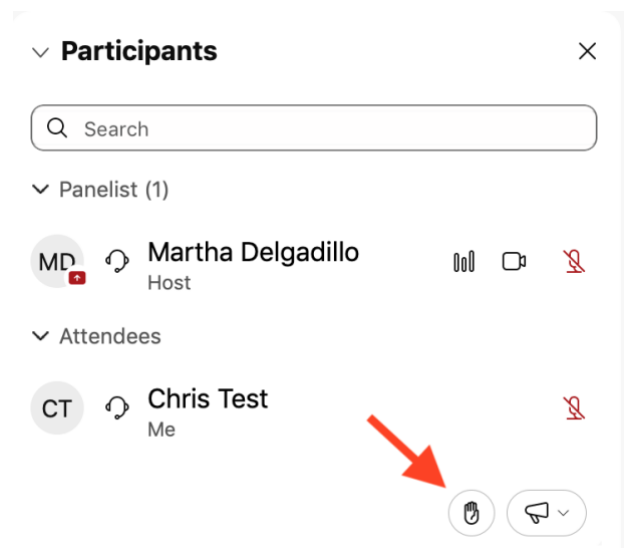 Participants
Search
Panelist (1)
MD
Martha Delgadillo
Host
Attendees
CT
Chris Test
Me